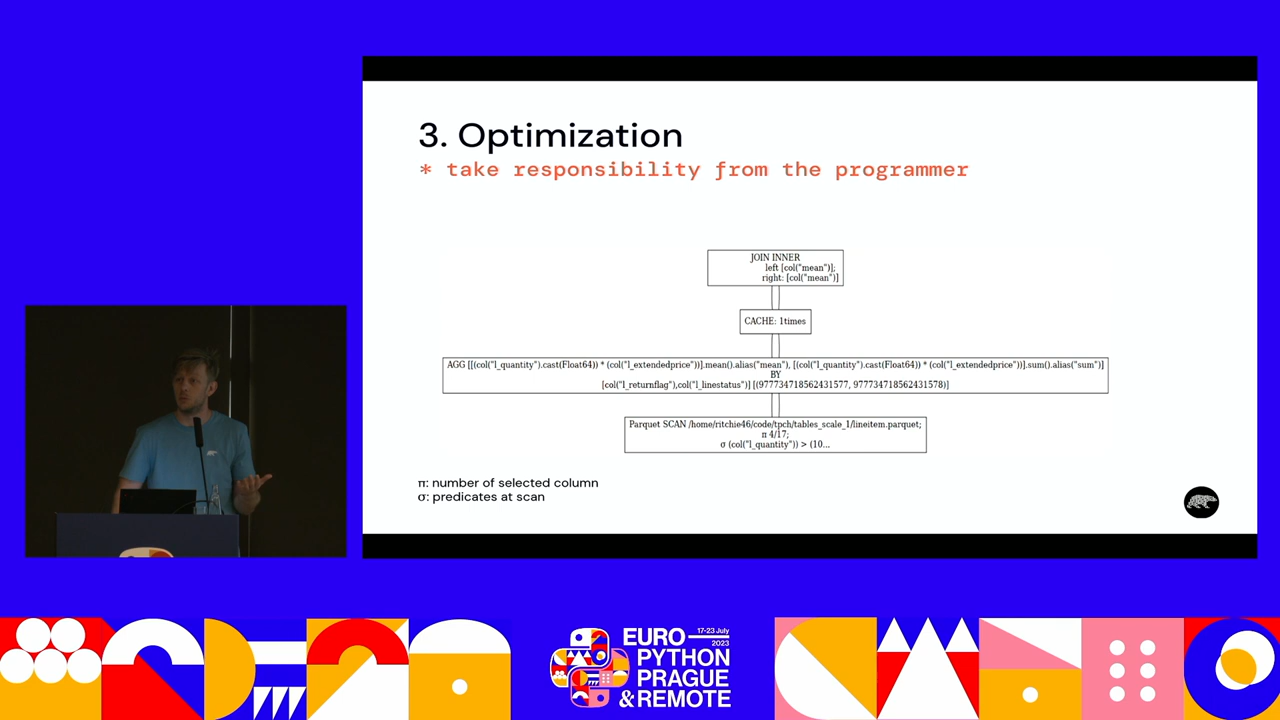 3. Optimization
* take responsibility from the programmer
JOIN INNER
left [col("mean")];
right: [col("mean")]
CACHE: 1times
AGG [[(col("l_quantity").cast(Float64)) * (col("l_extendedprice"))].mean().alias("mean"), [(col("l_quantity").cast(Float64)) * (col("l_extendedprice"))].sum().alias("sum")]
BY
[col("l_returnflag"),col("l_linestatus")] [(977734718562431577, 977734718562431578)]
Parquet SCAN /home/ritchie46/code/tpch/tables_scale_1/lineitem.parquet;
π 4/17;
σ (col("l_quantity")) > (10...
π: number of selected column
σ: predicates at scan
EURO
17-23 July
2023
PYTHON
PRAGUE
& REMOTE